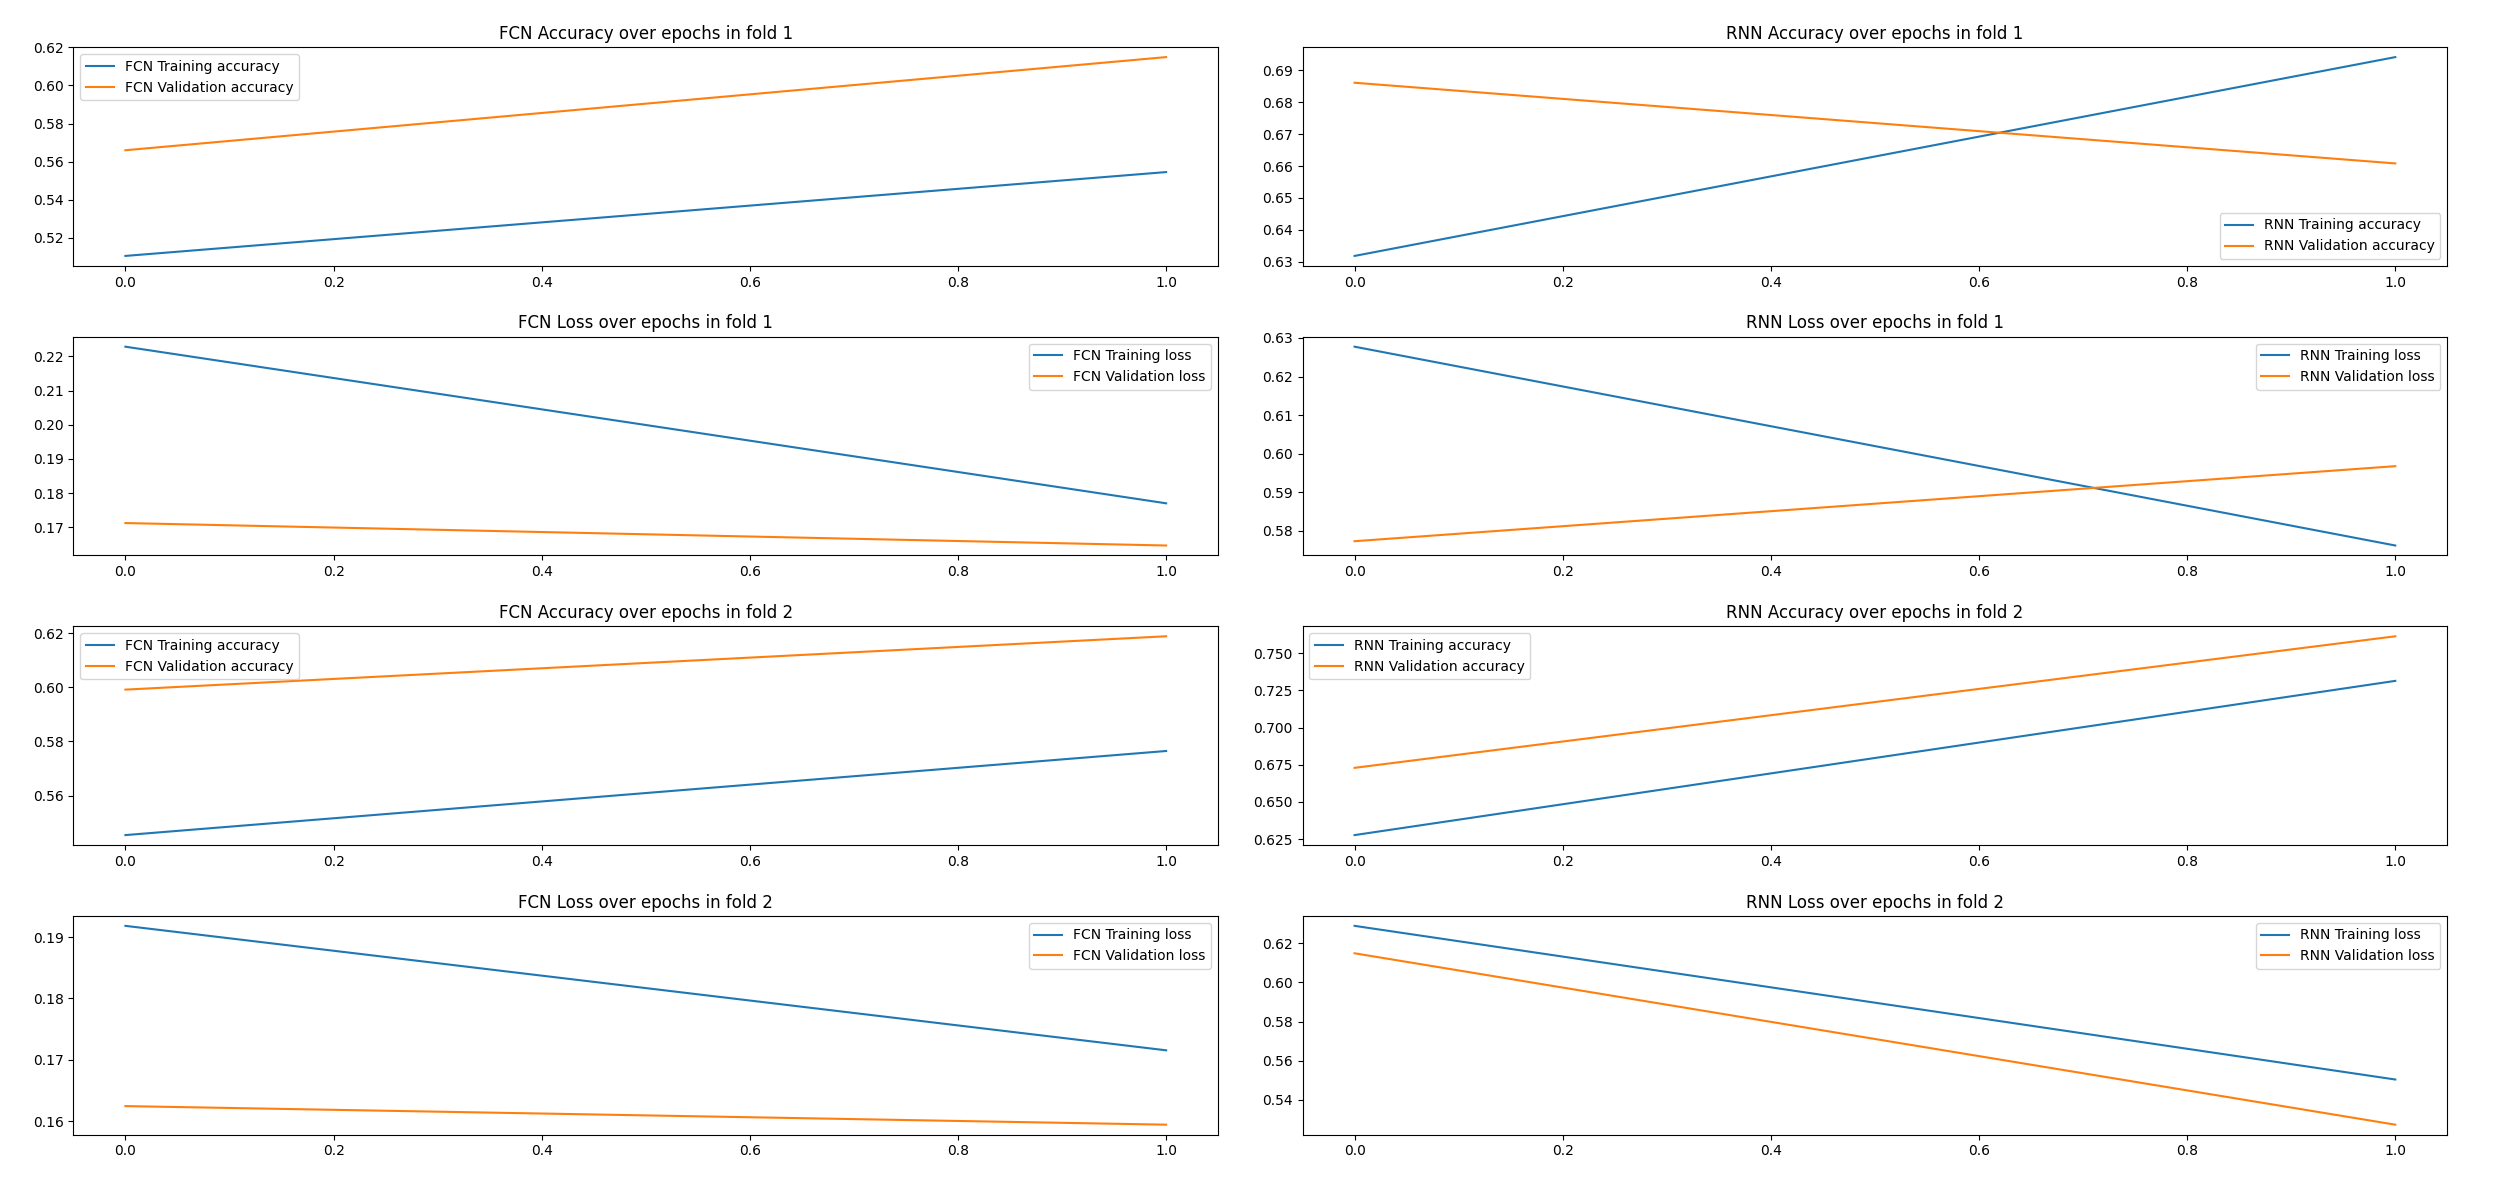 FCN Accuracy over epochs in fold 1
0.62
0.60
0.58
0.56
0.54
0.52
FCN Training accuracy
FCN Validation accuracy
0.0 0.2 0.4 0.6 0.8 1.0
RNN Accuracy over epochs in fold 1
0.69
0.68
0.67
0.66
0.65
0.64
0.63
RNN Training accuracy
RNN Validation accuracy
0.0 0.2 0.4 0.6 0.8 1.0
FCN Loss over epochs in fold 1
0.22
0.21
0.20
0.19
0.18
0.17
FCN Training loss
FCN Validation loss
0.0 0.2 0.4 0.6 0.8 1.0
RNN Loss over epochs in fold 1
0.63
0.62
0.61
0.60
0.59
0.58
RNN Training loss
RNN Validation loss
0.0 0.2 0.4 0.6 0.8 1.0
FCN Accuracy over epochs in fold 2
0.62
0.60
0.58
0.56
FCN Training accuracy
FCN Validation accuracy
0.0 0.2 0.4 0.6 0.8 1.0
RNN Accuracy over epochs in fold 2
0.750
0.725
0.700
0.675
0.650
0.625
RNN Training accuracy
RNN Validation accuracy
0.0 0.2 0.4 0.6 0.8 1.0
FCN Loss over epochs in fold 2
0.19
0.18
0.17
0.16
FCN Training loss
FCN Validation loss
0.0 0.2 0.4 0.6 0.8 1.0
RNN Loss over epochs in fold 2
0.62
0.60
0.58
0.56
0.54
RNN Training loss
RNN Validation loss
0.0 0.2 0.4 0.6 0.8 1.0